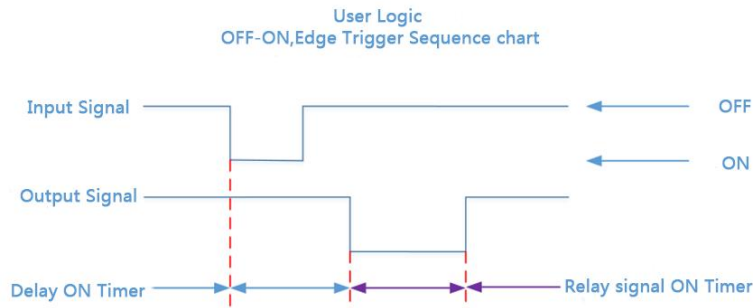 User Logic
OFF-ON,Edge Trigger Sequence chart
Input Signal
OFF
ON
Output Signal
Delay ON Timer
Relay signal ON Timer